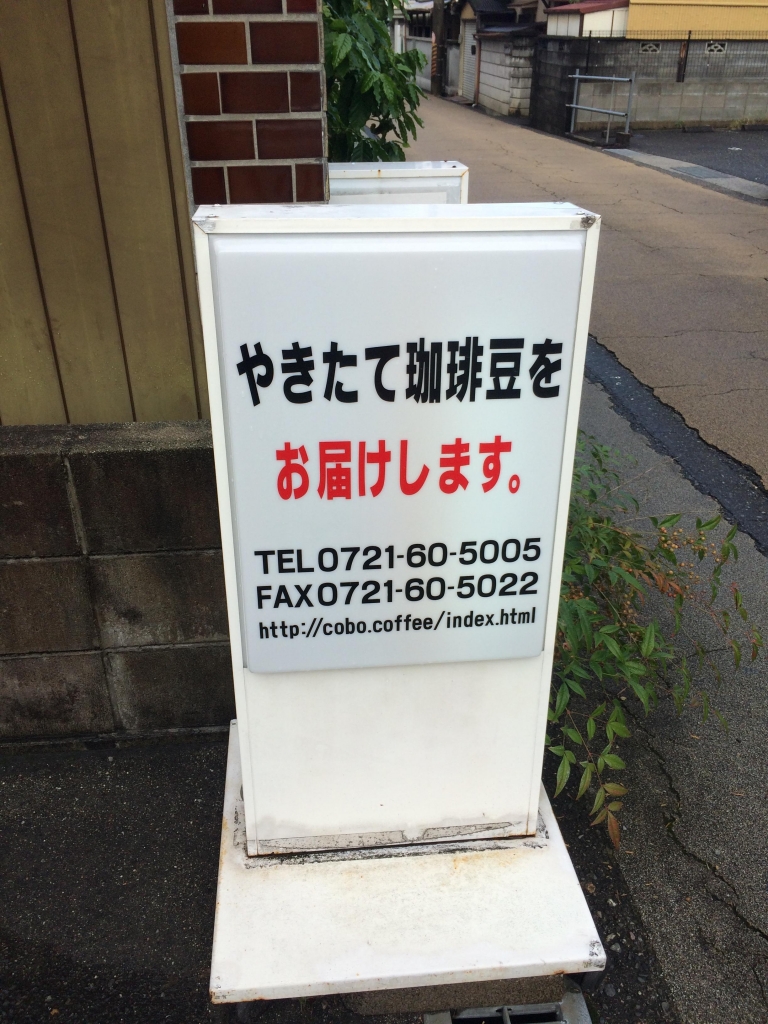 やきたて珈琲豆を
お届けします。
TEL0721-60-5005
FAX0721-60-5022
http://cobo.coffee/index.html